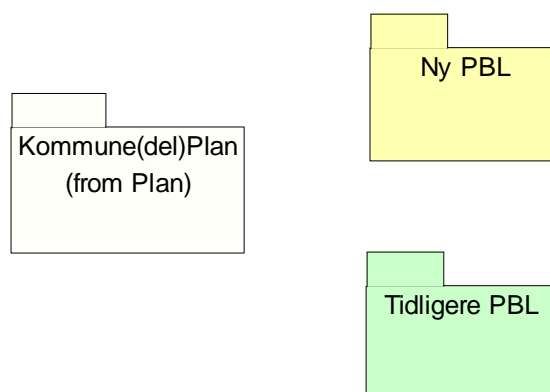 Ny PBL
Kommune(del)Plan
(from Plan)
Tidligere PBL